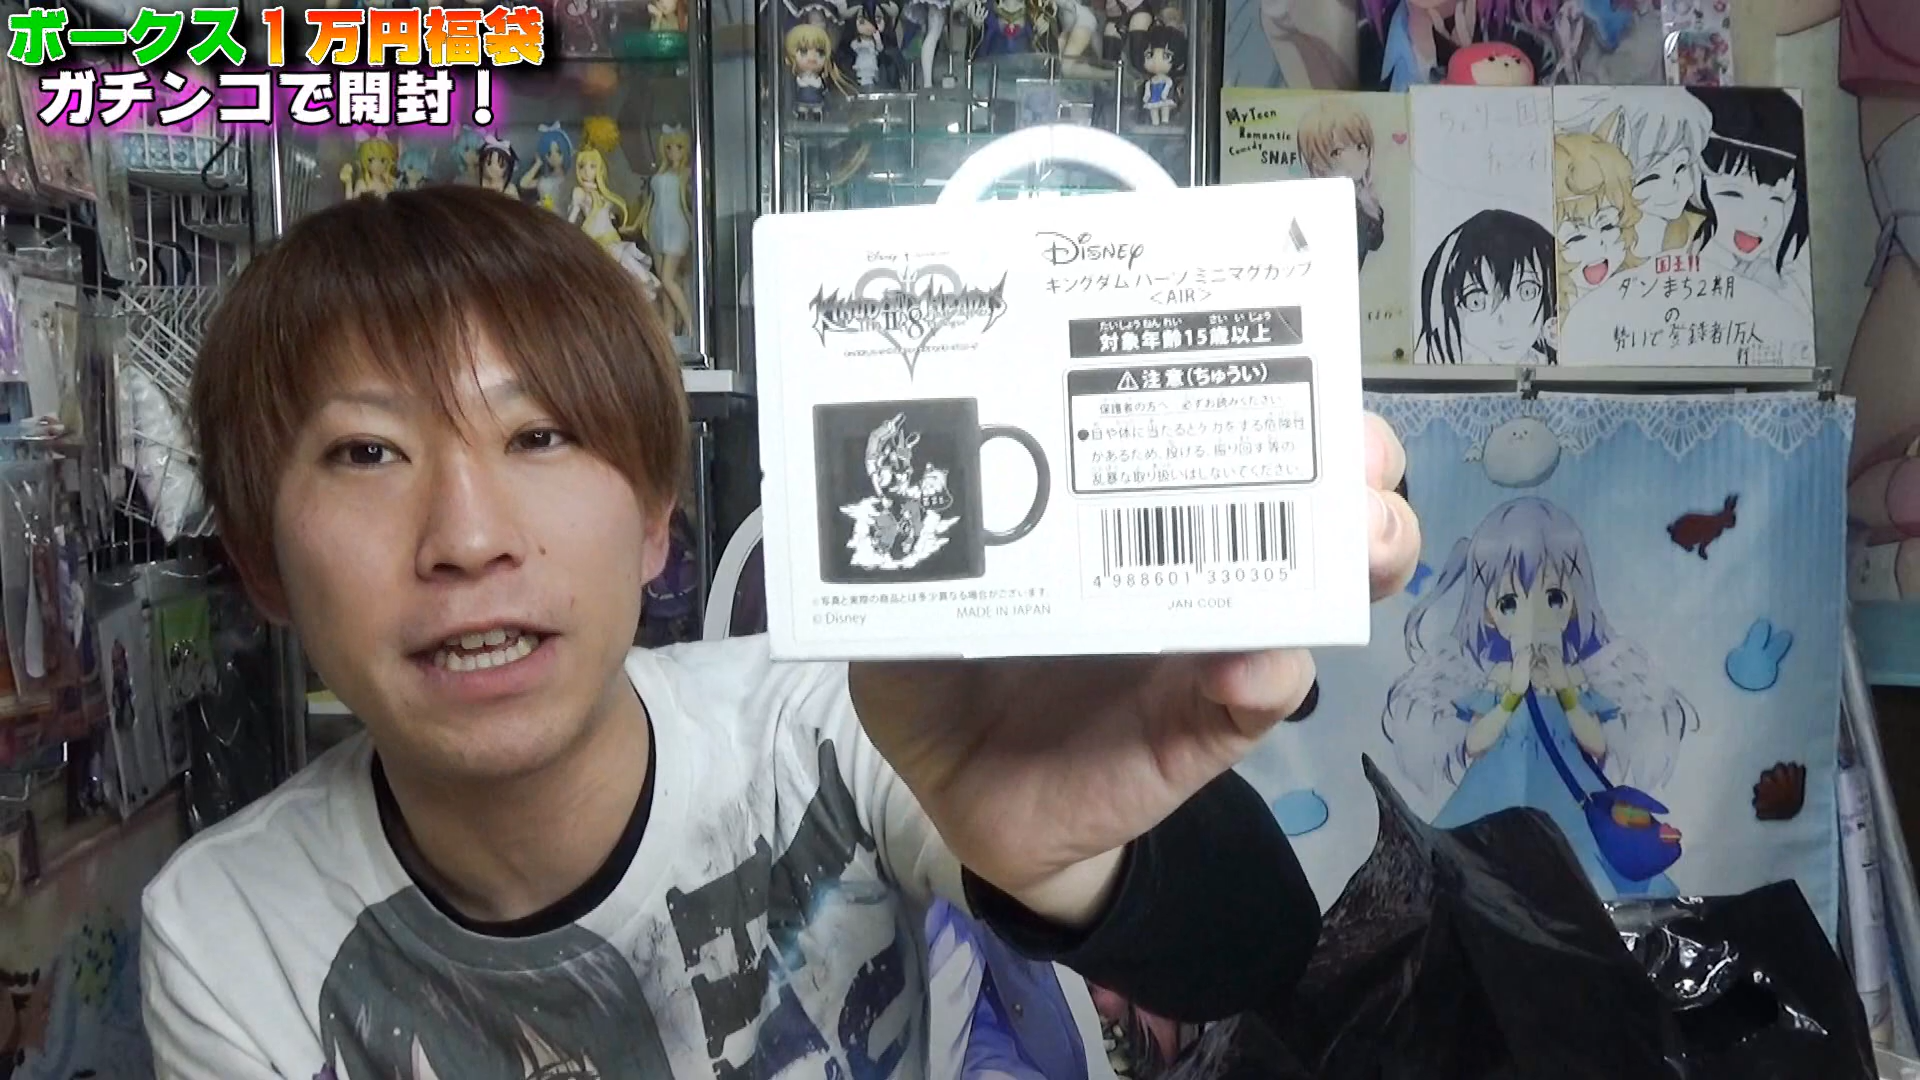 ボークス1万円福袋
ガチンコで開封！
My Teen
Romantic
Comedy
SNAF
国王!!
ダンまち2期
の
勢いで登録者1万人
Disney
KINGDOM HEARTS
II.8
Disney
キングダム ハーツ ミニマグカップ
<AIR>
たいしょうねんれい さいいじょう
対象年齢15歳以上
⚠注意(ちゅうい)
保護者の方へ 必ずお読みください
●目や体に当たるとケガをする危険性
があるため、投げる、振り回す等の
乱暴な取り扱いはしないでください。
4 988601 330305
JAN CODE
※写真と実際の商品とは多少異なる場合がございます
© Disney
MADE IN JAPAN